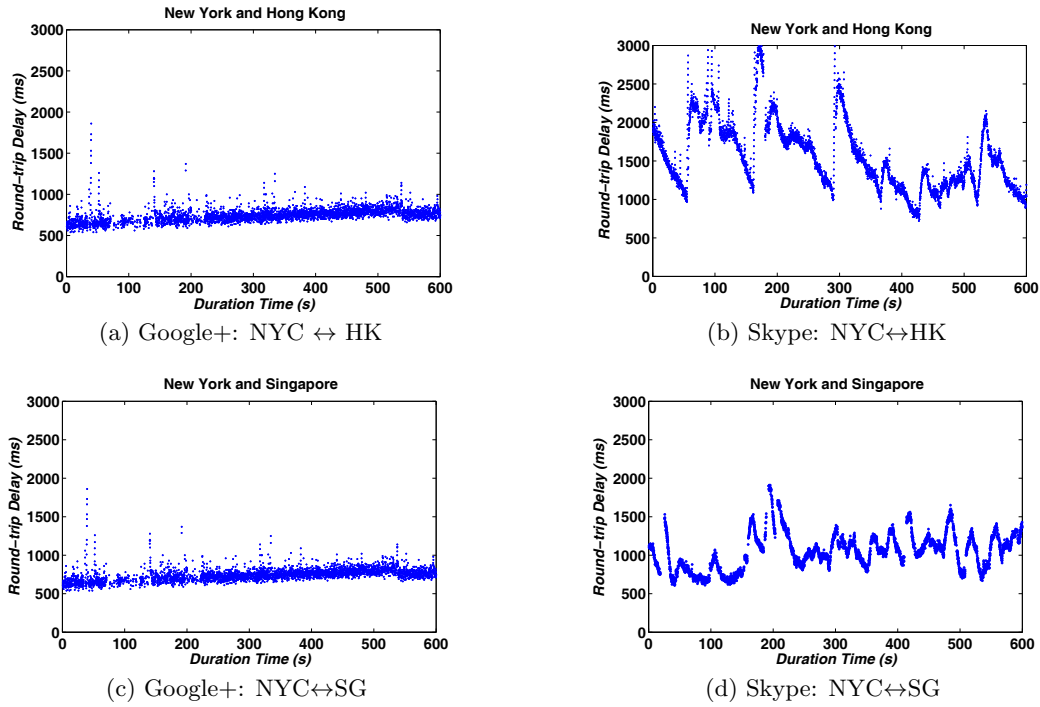 New York and Hong Kong
3000
2500
2000
1500
1000
500
0
Round−trip Delay (ms)
0 100 200 300 400 500 600
Duration Time (s)
(a) Google+: NYC ↔ HK
New York and Hong Kong
3000
2500
2000
1500
1000
500
0
Round−trip Delay (ms)
0 100 200 300 400 500 600
Duration Time (s)
(b) Skype: NYC↔HK
New York and Singapore
3000
2500
2000
1500
1000
500
0
Round−trip Delay (ms)
0 100 200 300 400 500 600
Duration Time (s)
(c) Google+: NYC↔SG
New York and Singapore
3000
2500
2000
1500
1000
500
0
Round−trip Delay (ms)
0 100 200 300 400 500 600
Duration Time (s)
(d) Skype: NYC↔SG